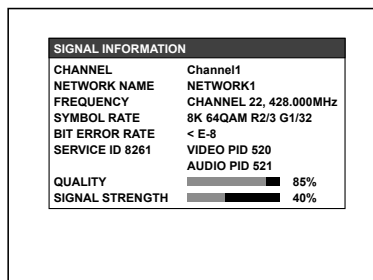 SIGNAL INFORMATION
CHANNEL Channel1
NETWORK NAME NETWORK1
FREQUENCY CHANNEL 22, 428.000MHz
SYMBOL RATE 8K 64QAM R2/3 G1/32
BIT ERROR RATE < E-8
SERVICE ID 8261 VIDEO PID 520
AUDIO PID 521
QUALITY 85%
SIGNAL STRENGTH 40%